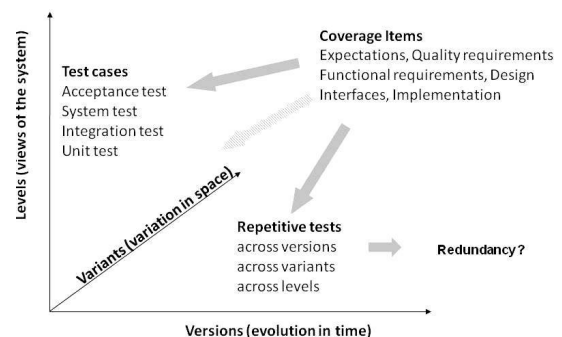 Coverage Items
Expectations, Quality requirements
Functional requirements, Design
Interfaces, Implementation
Test cases
Acceptance test
System test
Integration test
Unit test
Levels (views of the system)
Variants (variation in space)
Repetitive tests
across versions
across variants
across levels
Redundancy ?
Versions (evolution in time)